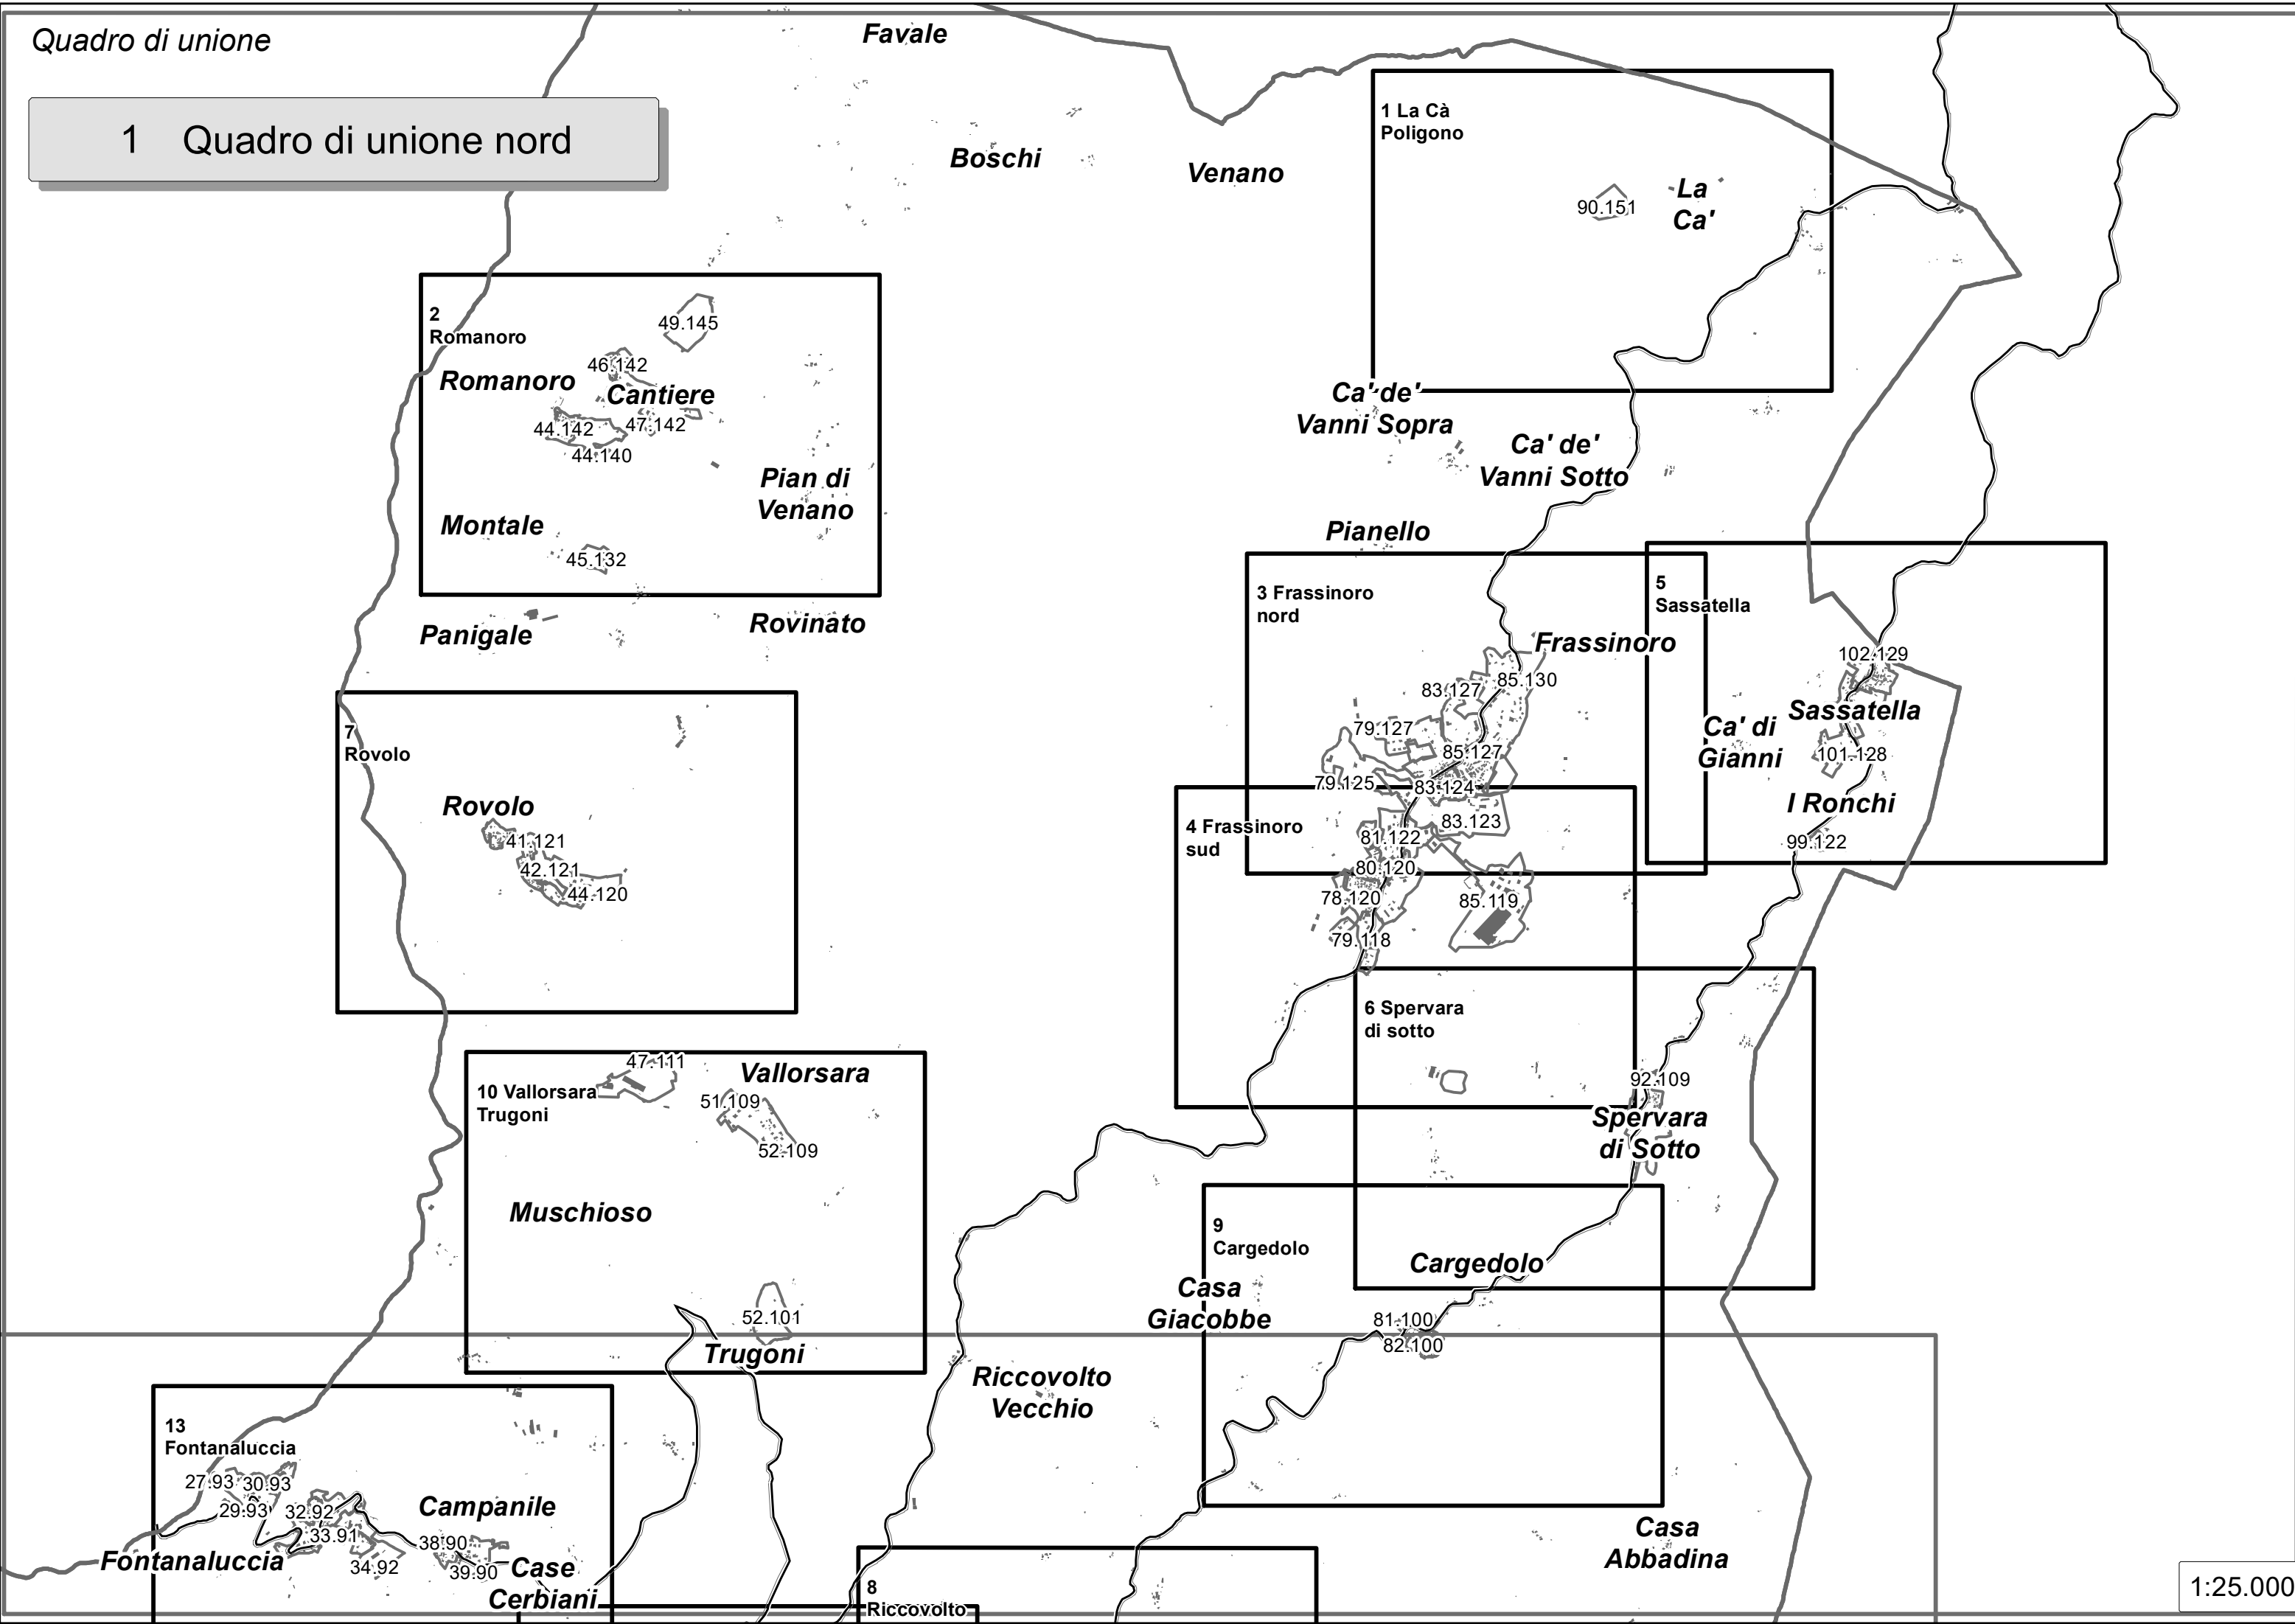 Quadro di unione
1 Quadro di unione nord
Favale
Boschi
Venano
1 La Cà
Poligono
90.151
La
Ca'
2
Romanoro
49.145
46.142
Romanoro
Cantiere
44.142
47.142
44.140
Pian di
Venano
Montale
45.132
Ca' de'
Vanni Sopra
Ca' de'
Vanni Sotto
Pianello
Panigale
Rovinato
3 Frassinoro
nord
Frassinoro
83.127
85.130
79.127
85.127
79.125
83.124
83.123
5
Sassatella
102.129
Sassatella
Ca' di
Gianni
101.128
I Ronchi
99.122
4 Frassinoro
sud
81.122
80.120
78.120
85.119
79.118
7
Rovolo
Rovolo
41.121
42.121
44.120
6 Spervara
di sotto
92.109
Spervara
di Sotto
10 Vallorsara
Trugoni
47.111
Vallorsara
51.109
52.109
Muschioso
52.101
Trugoni
9
Cargedolo
Cargedolo
Casa
Giacobbe
81.100
82.100
Riccovolto
Vecchio
13
Fontanaluccia
27.93
30.93
29.93
32.92
33.91
34.92
Campanile
38.90
39.90
Fontanaluccia
Case
Cerbiani
8
Riccovolto
Casa
Abbadina
1:25.000